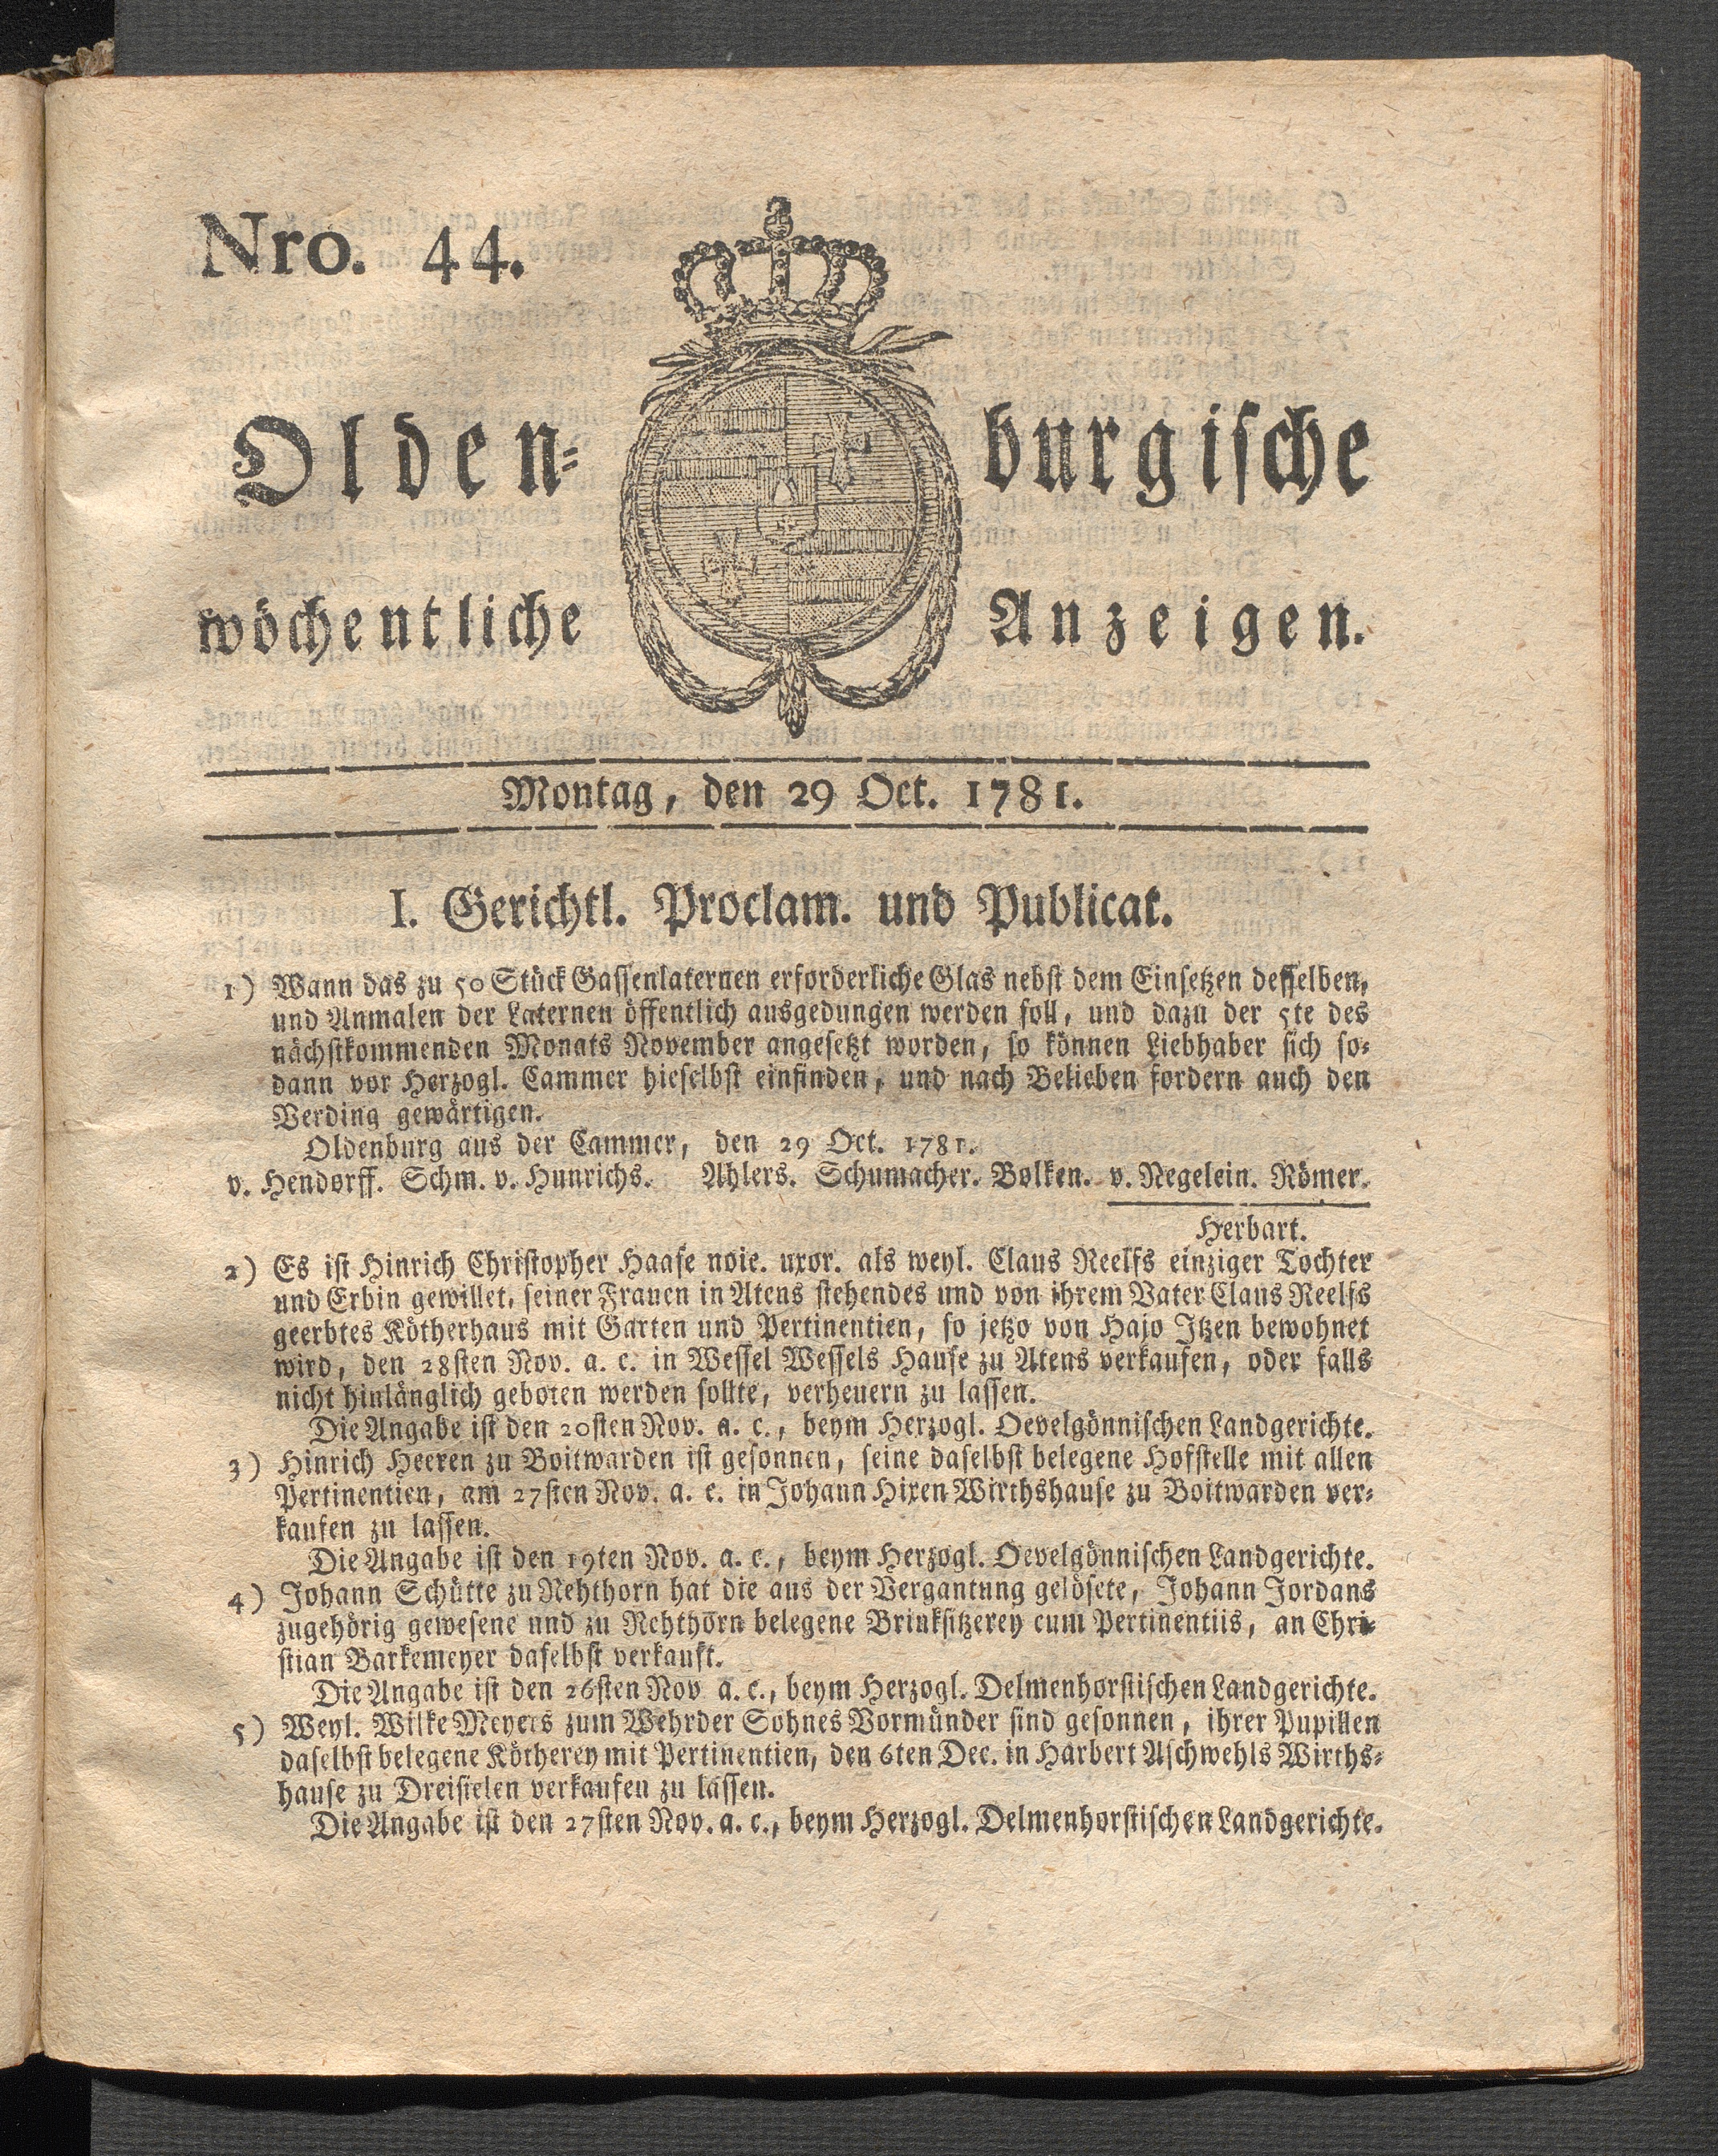 Nro. 44.
Olden⸗burgische
wöchentliche Anzeigen.
Montag, den 29 Oct. 1781.
I. Gerichtl. Proclam. und Publicat.
1) Wann das zu 50 Stück Gassenlaternen erforderliche Glas nebst dem Einsetzen desselben,
und Anmalen der Laternen öffentlich ausgedungen werden soll, und dazu der 5te des
nächstkommenden Monats November angesetzt worden, so können Liebhaber sich so⸗
dann vor Herzogl. Cammer hieselbst einfinden, und nach Belieben fordern auch den
Verding gewärtigen.
Oldenburg aus der Cammer, den 29 Oct. 1781.
v. Hendorff. Schm. v. Hunrichs. Ahlers. Schumacher. Bolken. v. Negelein. Römer.
Herbart.
2) Es ist Hinrich Christopher Haase noie. uxor. als weyl. Claus Reelfs einziger Tochter
und Erbin gewillet, seiner Frauen in Atens stehendes und von ihrem Vater Claus Reelfs
geerbtes Kötherhaus mit Garten und Pertinentien, so jetzo von Hajo Itzen bewohnet
wird, den 28sten Nov. a. c. in Wessel Wessels Hause zu Atens verkaufen, oder falls
nicht hinlänglich geboten werden sollte, verheuern zu lassen.
Die Angabe ist den 20sten Nov. a. c., beym Herzogl. Oevelgönnischen Landgerichte.
3) Hinrich Heeren zu Boitwarden ist gesonnen, seine daselbst belegene Hofstelle mit allen
Pertinentien, am 27sten Nov. a. c. in Johann Hixen Wirthshause zu Boitwarden ver⸗
kaufen zu lassen.
Die Angabe ist den 19ten Nov. a. c., beym Herzogl. Oevelgönnischen Landgerichte.
4) Johann Schütte zu Rehthorn hat die aus der Vergantung gelösete, Johann Jordans
zugehörig gewesene und zu Rehthorn belegene Brinksitzerey cum Pertinentiis, an Chri⸗
stian Barkemeyer daselbst verkauft.
Die Angabe ist den 26sten Nov a. c., beym Herzogl. Delmenhorstischen Landgerichte.
5) Weyl. Wilke Meyers zum Wehrder Sohnes Vormünder sind gesonnen, ihrer Pupillen
daselbst belegene Kötherey mit Pertinentien, den 6ten Dec. in Harbert Aschwehls Wirths⸗
hause zu Dreisielen verkaufen zu lassen.
Die Angabe ist den 27sten Nov. a. c., beym Herzogl. Delmenhorstischen Landgerichte.